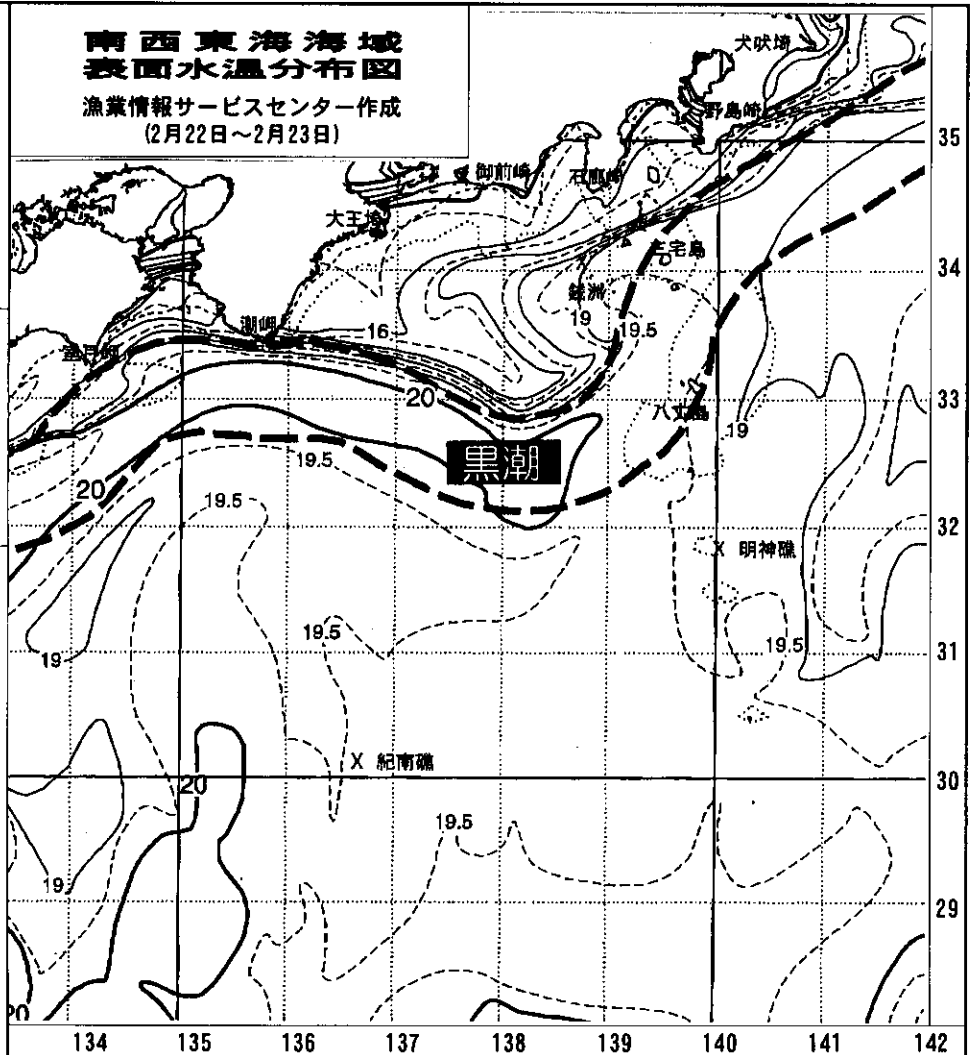 南西東海海域
表面水温分布図
漁業情報サービスセンター作成
(2月22日～2月23日)
犬吠埼
野島崎
35
御前崎
石廊崎
大王埼
三宅島
34
銭洲
潮岬
16
19
19.5
室戸岬
20
33
八丈島
19
黒潮
19.5
20
19.5
32
X 明神礁
19.5
19.5
19
31
X 紀南礁
20
30
19.5
19
29
20
134 135 136 137 138 139 140 141 142